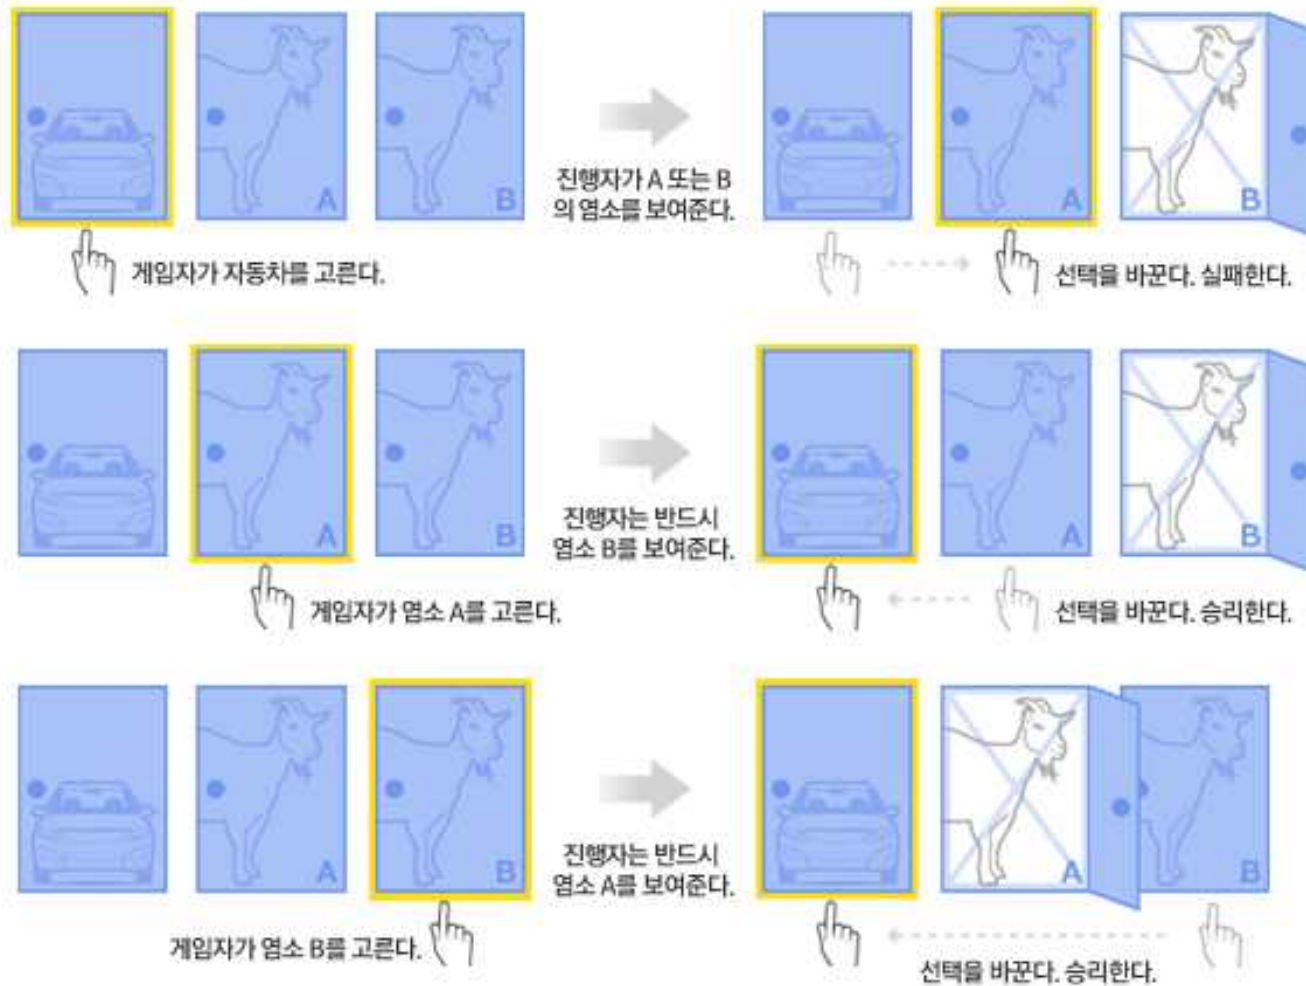 A
B
진행자가 A 또는 B
의 염소를 보여준다.
A
B
게임자가 자동차를 고른다.
선택을 바꾼다. 실패한다.
A
B
진행자는 반드시
염소 B를 보여준다.
A
B
게임자가 염소 A를 고른다.
선택을 바꾼다. 승리한다.
A
B
진행자는 반드시
염소 A를 보여준다.
A
B
게임자가 염소 B를 고른다.
선택을 바꾼다. 승리한다.